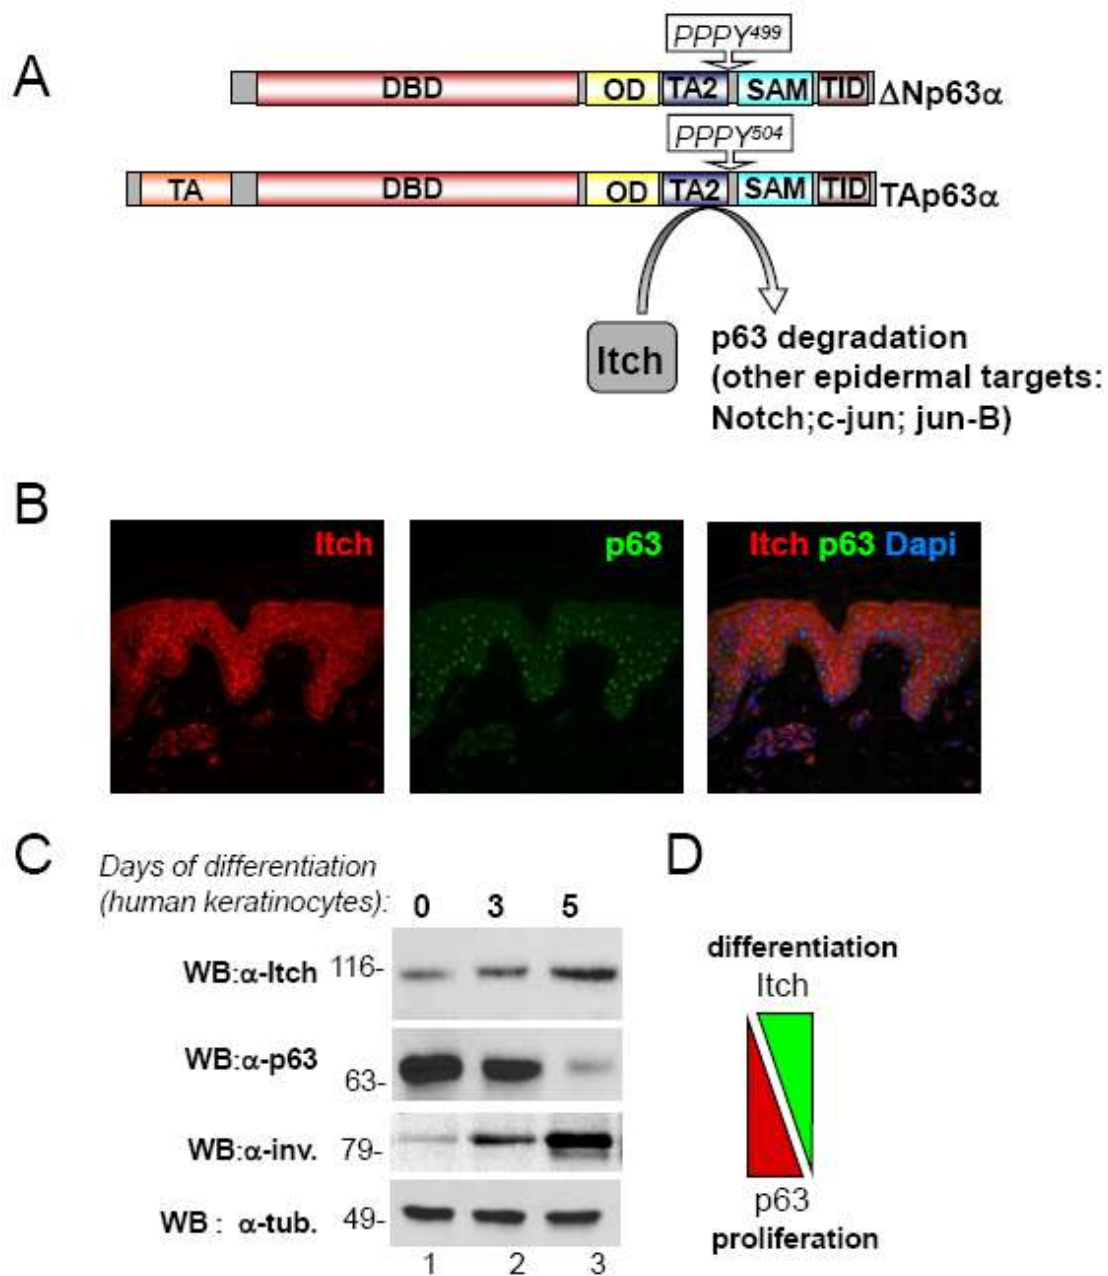 A
PPPY499
DBD OD TA2 SAM TID ΔNp63α
PPPY504
TA DBD OD TA2 SAM TID TAp63α
Itch
p63 degradation
(other epidermal targets:
Notch;c-jun; jun-B)
B
Itch
p63
Itch p63 Dapi
C
Days of differentiation
(human keratinocytes): 0 3 5
WB:α-Itch 116-
WB:α-p63 63-
WB:α-inv. 79-
WB : α-tub. 49-
1 2 3
D
differentiation
Itch
p63
proliferation